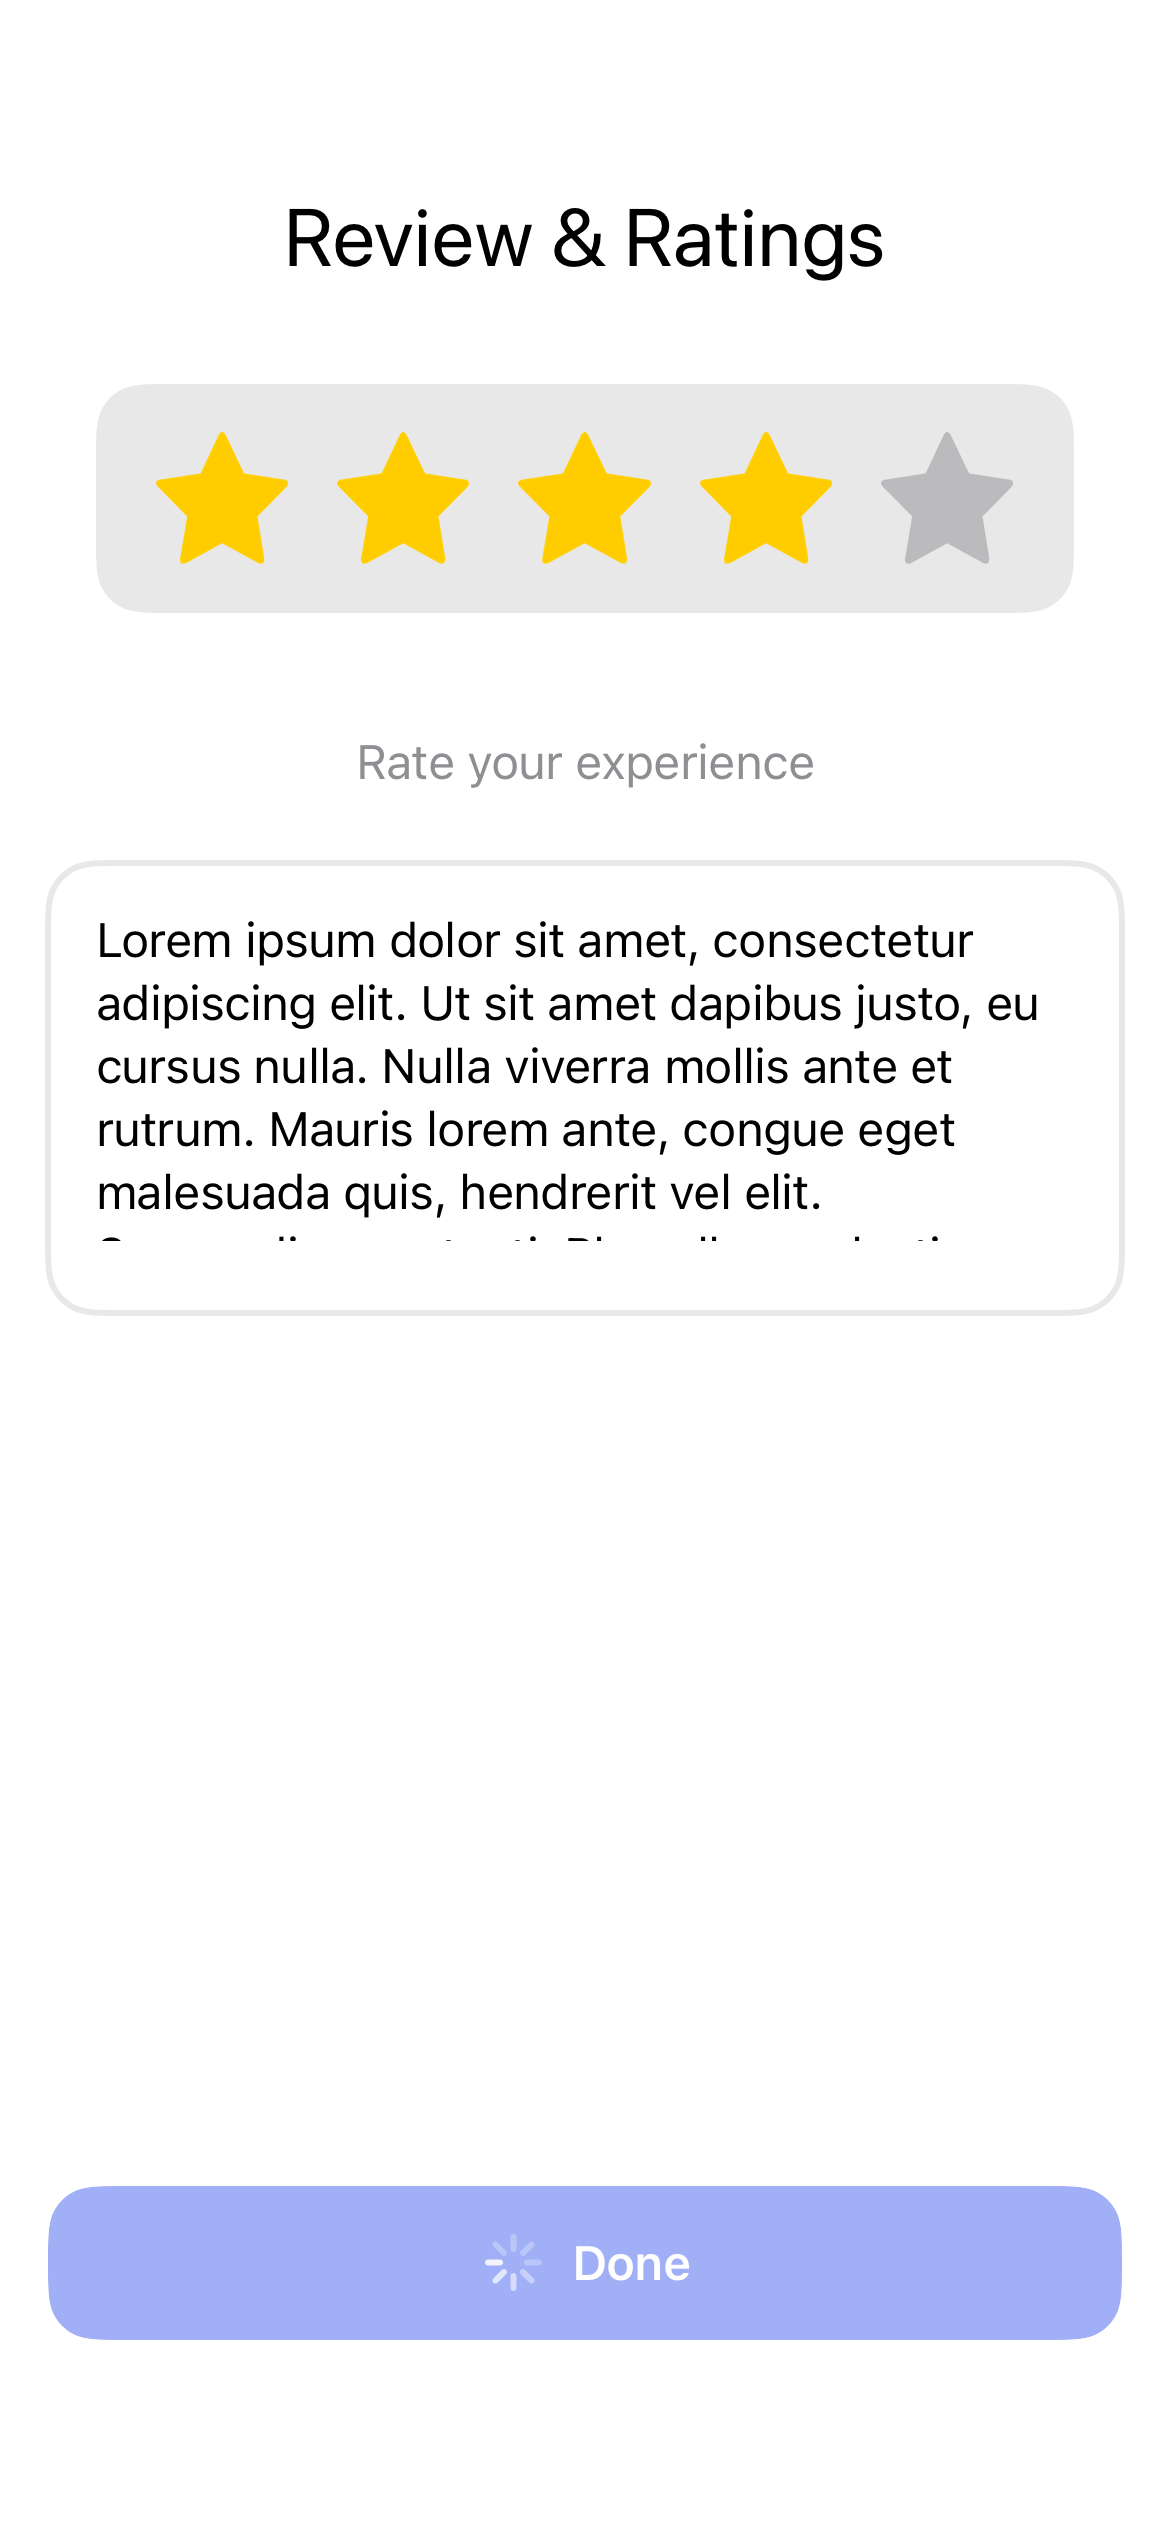 Review & Ratings
Rate your experience
Lorem ipsum dolor sit amet, consectetur
adipiscing elit. Ut sit amet dapibus justo, eu
cursus nulla. Nulla viverra mollis ante et
rutrum. Mauris lorem ante, congue eget
malesuada quis, hendrerit vel elit.
Done